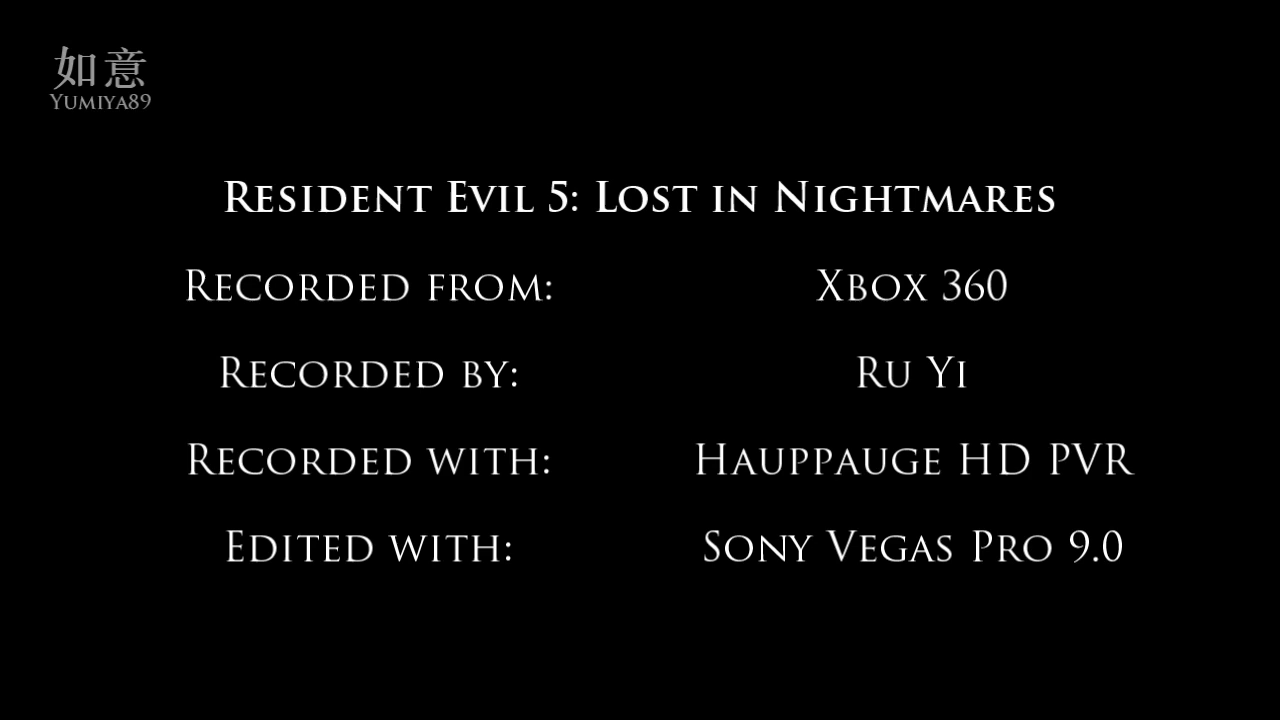 如意
Yumiya89
Resident Evil 5: Lost in Nightmares
Recorded from: Xbox 360
Recorded by: Ru Yi
Recorded with: Hauppauge HD PVR
Edited with: Sony Vegas Pro 9.0